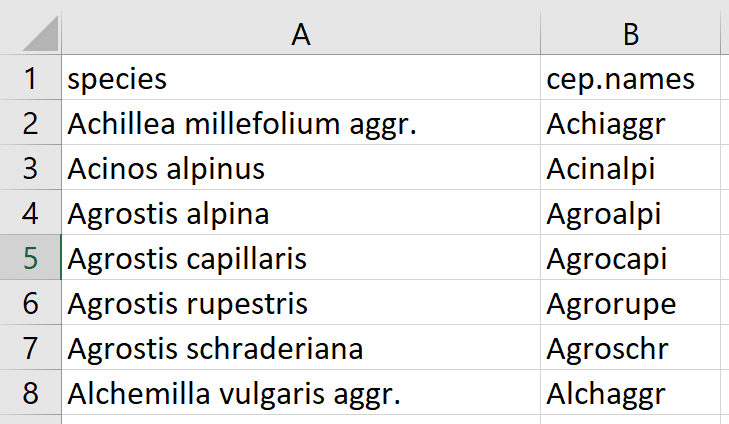 A B
1 species cep.names
2 Achillea millefolium aggr. Achiaggr
3 Acinos alpinus Acinalpi
4 Agrostis alpina Agroalpi
5 Agrostis capillaris Agrocapi
6 Agrostis rupestris Agrorupe
7 Agrostis schraderiana Agroschr
8 Alchemilla vulgaris aggr. Alchaggr